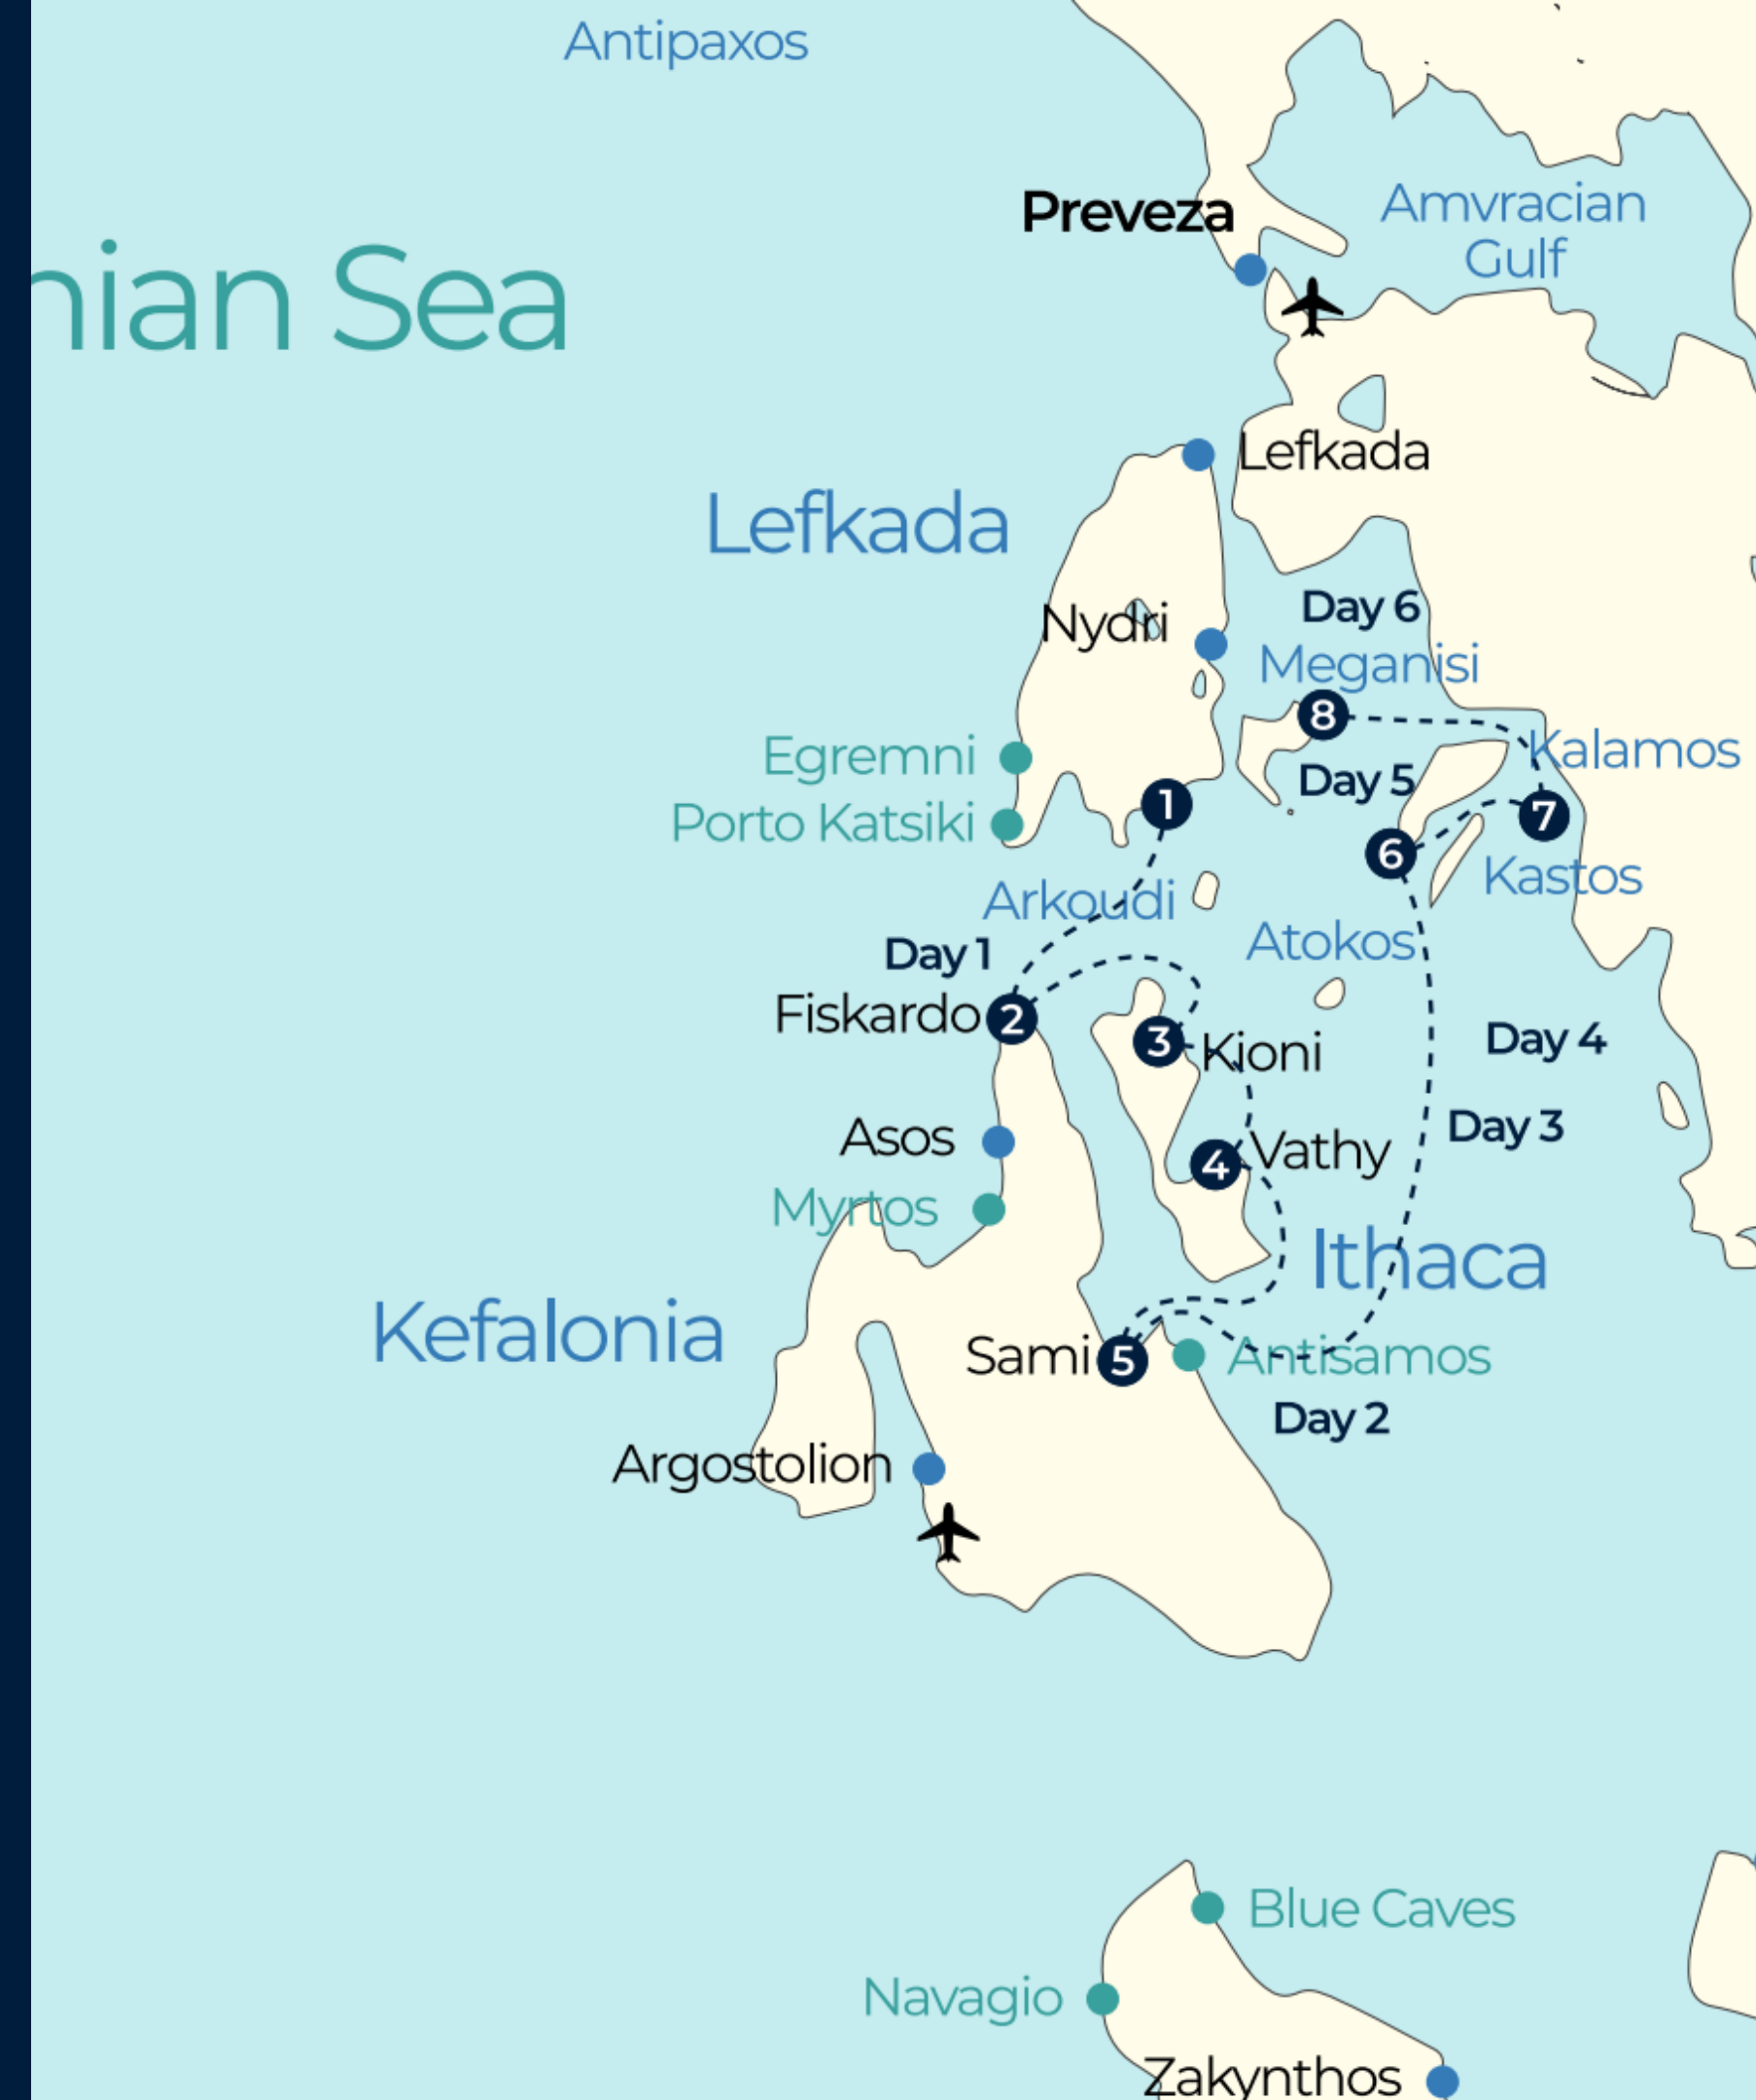 Antipaxos
Preveza
Amvracian
Gulf
nian Sea
Lefkada
Lefkada
Day 6
Nydri
Meganisi
8
Egremni
Kalamos
Day 5
1
Porto Katsiki
7
6
Kastos
Arkoudi
Atokos
Day 1
Fiskardo
2
3
Kioni
Day 4
Asos
Day 3
4
Vathy
Myrtos
Ithaca
Kefalonia
Sami
5
Antisamos
Day 2
Argostolion
Blue Caves
Navagio
Zakynthos